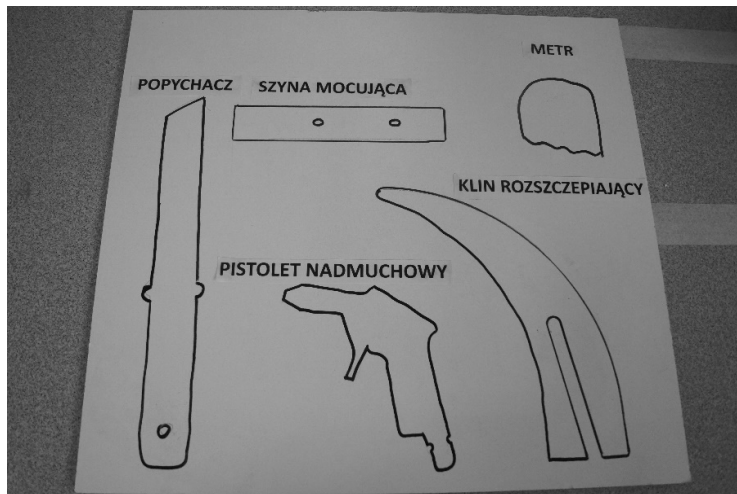 METR
POPYCHACZ
SZYNA MOCUJĄCA
KLIN ROZSZCZEPIAJĄCY
PISTOLET NADMUCHOWY